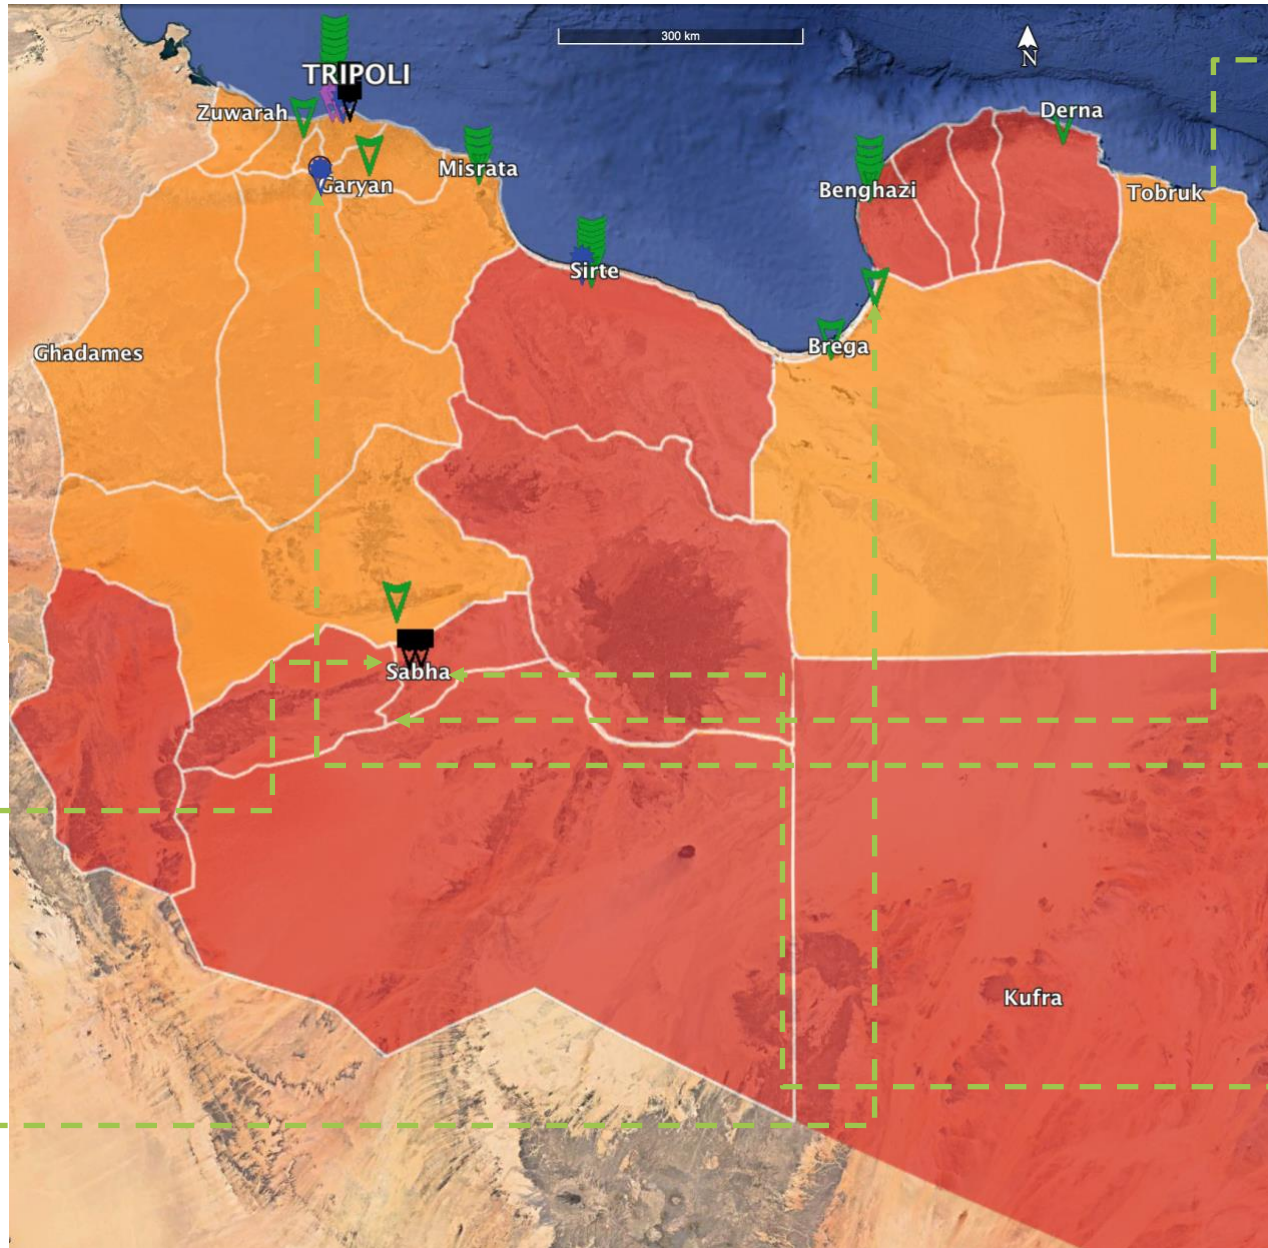 300 km
N
TRIPOLI
Zuwarah
Derna
Misrata
Garyan
Benghazi
Tobruk
Sirte
Brega
Ghadames
Sabha
Kufra